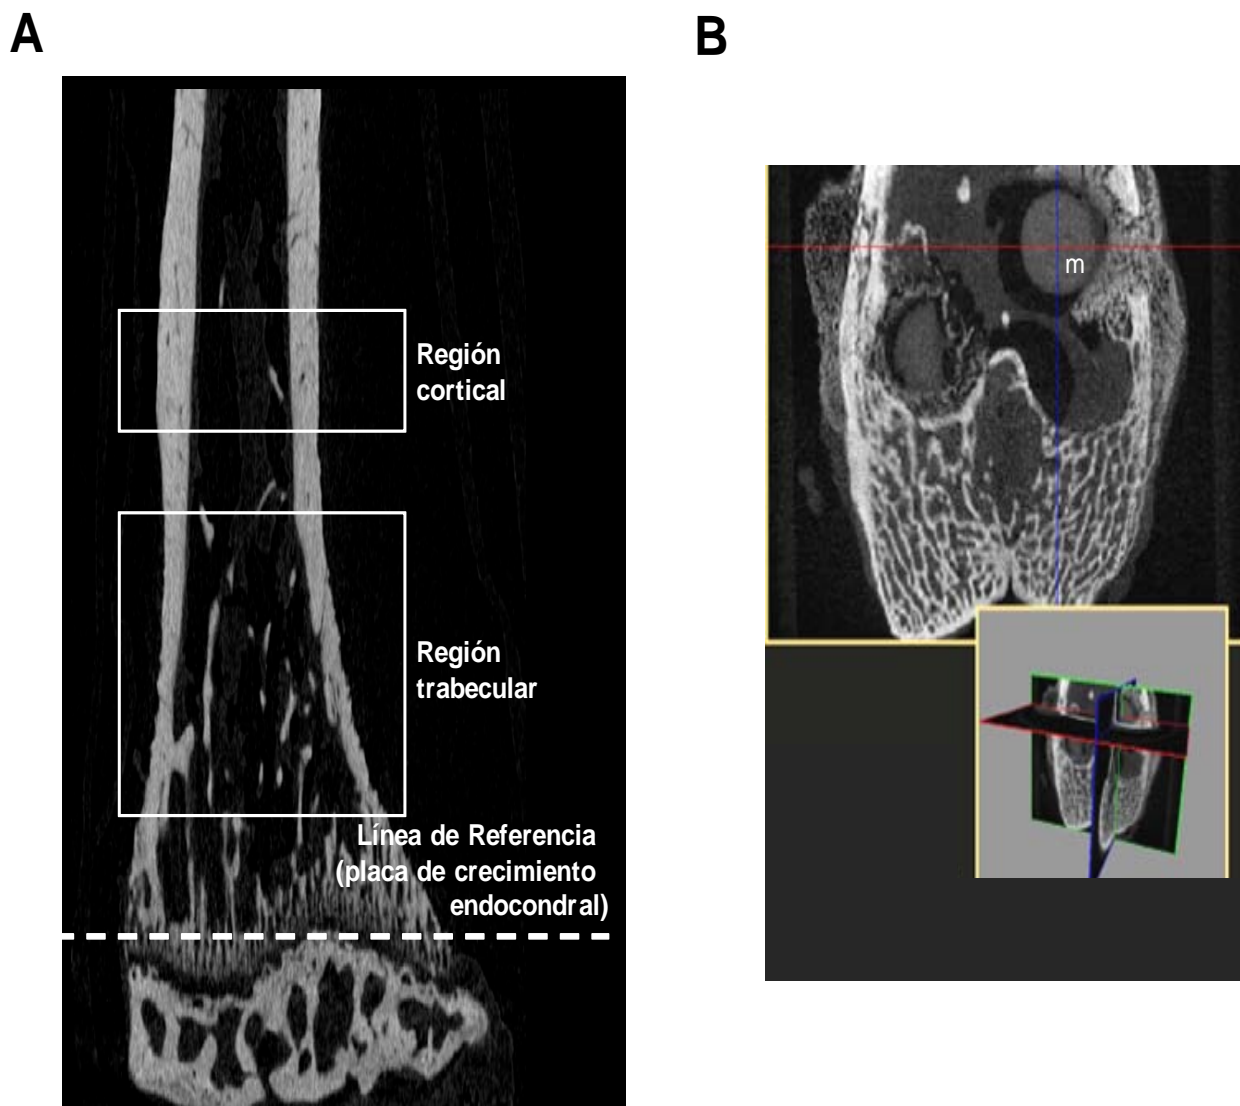 A
B
Región
cortical
m
Región
trabecular
Línea de Referencia
(placa de crecimiento
endocondral)